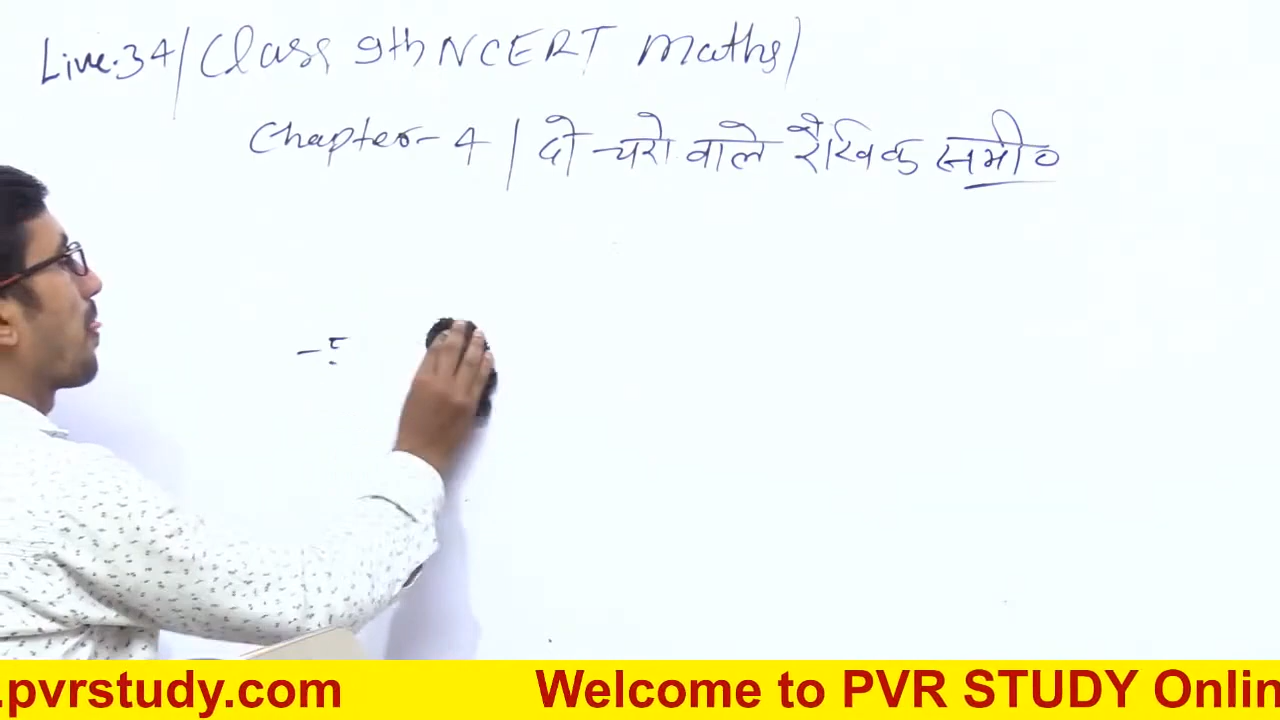 Live.34/Class 9th NCERT Maths/
Chapter-4/दो चरो वाले रैखिक समी०
.pvrstudy.com Welcome to PVR STUDY Onlin